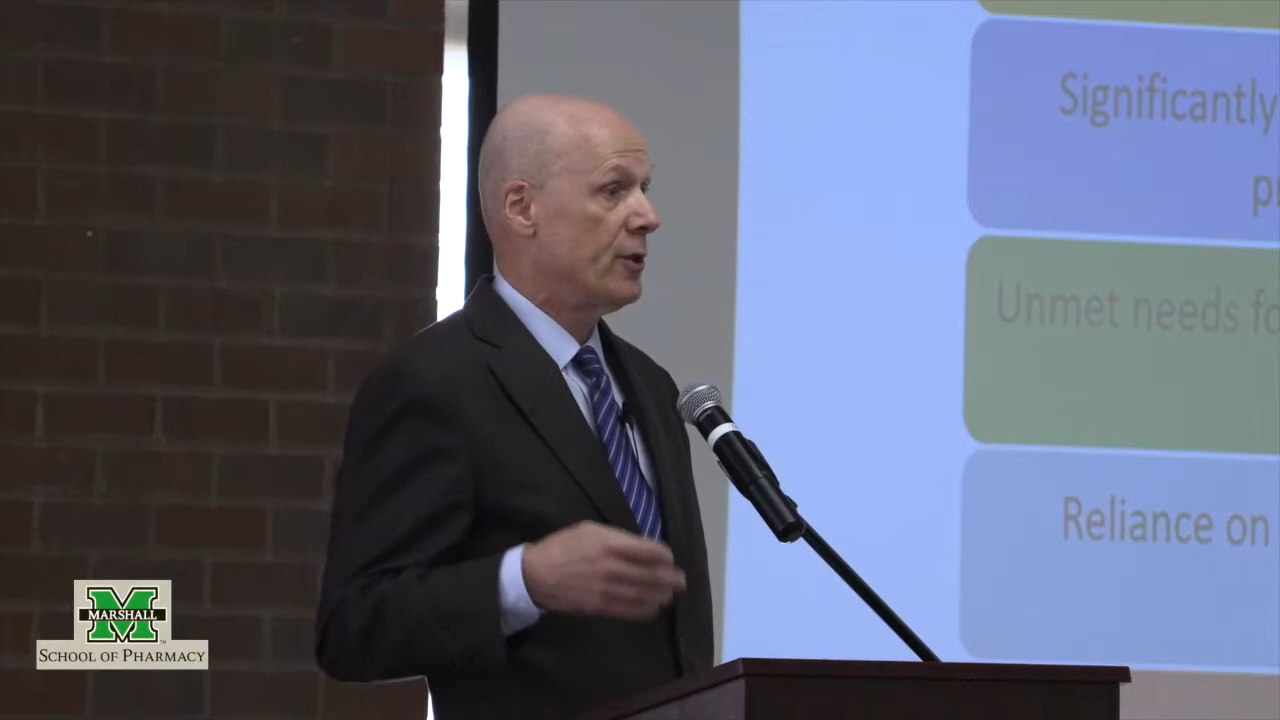 Significantly
Unmet needs fo
Reliance on
MARSHALL
SCHOOL OF PHARMACY